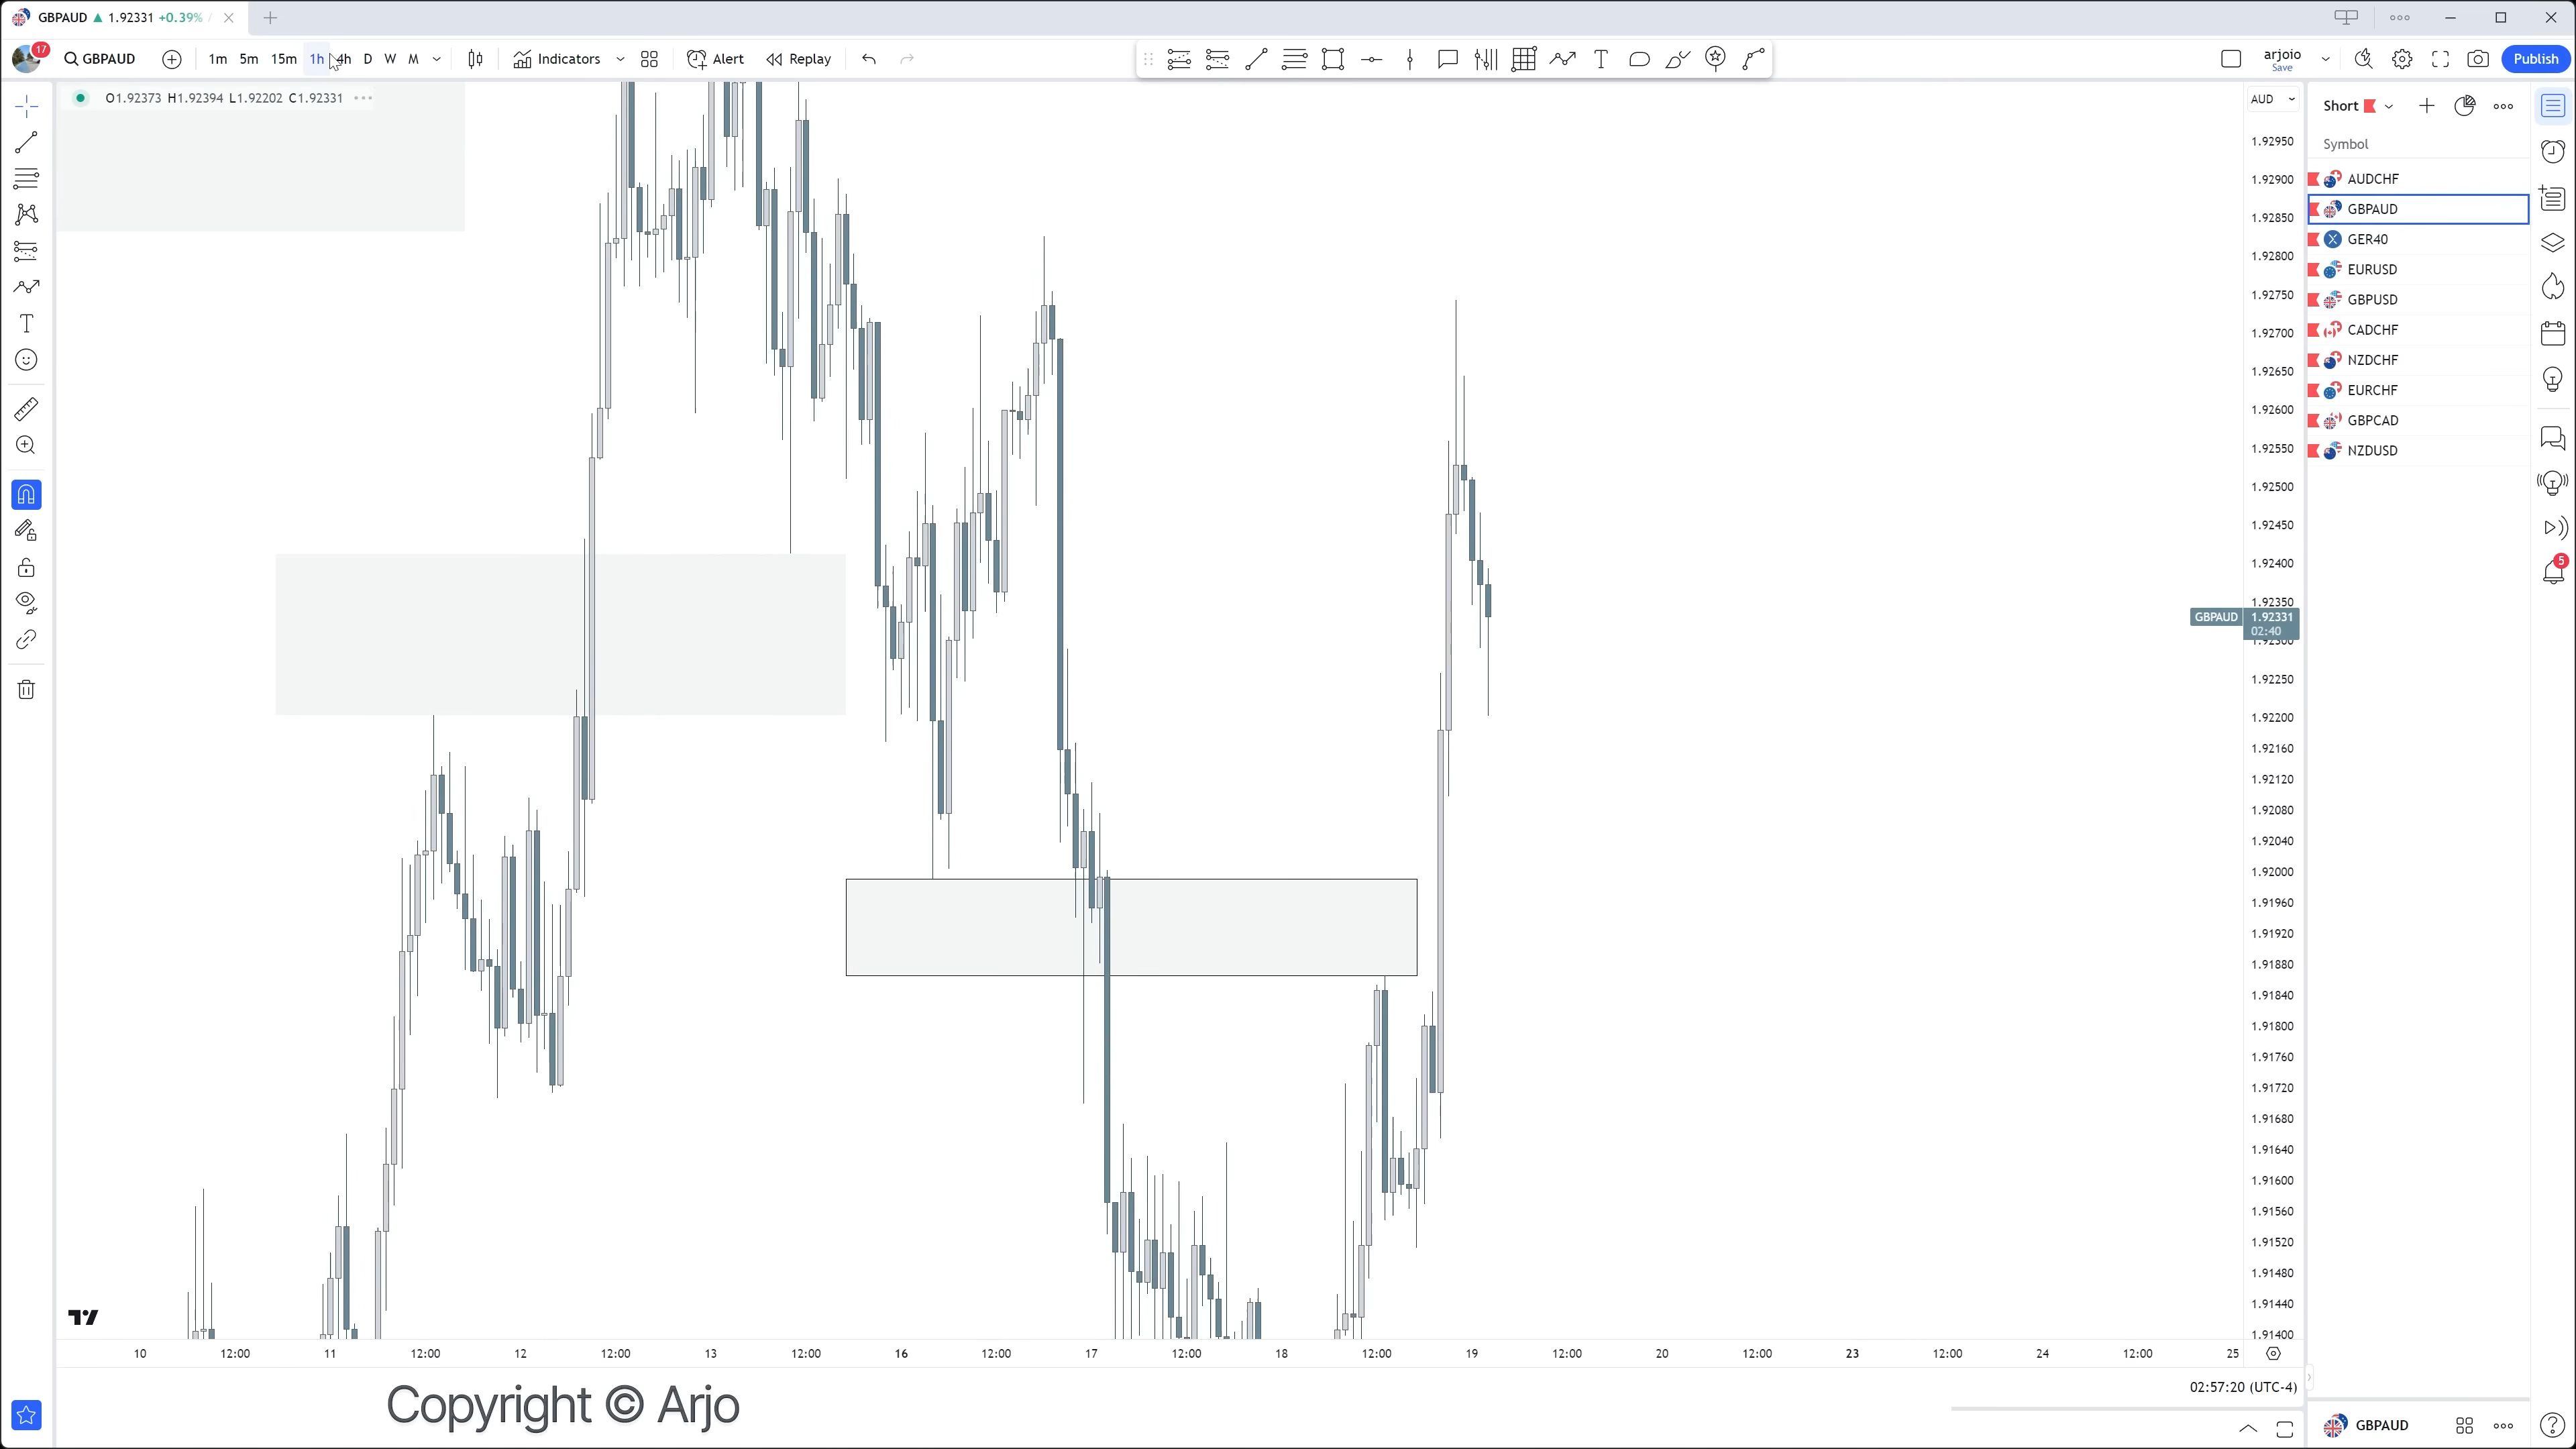 GBPAUD ▲ 1.92331 +0.39% /
17
GBPAUD
1m 5m 15m 1h 4h D W M
Indicators
Alert
Replay
arjoio
Save
Publish
O1.92373 H1.92394 L1.92202 C1.92331
AUD
Short
Symbol
AUDCHF
GBPAUD
GER40
EURUSD
GBPUSD
CADCHF
NZDCHF
EURCHF
GBPCAD
NZDUSD
5
1.92950
1.92900
1.92850
1.92800
1.92750
1.92700
1.92650
1.92600
1.92550
1.92500
1.92450
1.92400
1.92350
GBPAUD 1.92331
02:40
1.92300
1.92250
1.92200
1.92160
1.92120
1.92080
1.92040
1.92000
1.91960
1.91920
1.91880
1.91840
1.91800
1.91760
1.91720
1.91680
1.91640
1.91600
1.91560
1.91520
1.91480
1.91440
1.91400
10 12:00 11 12:00 12 12:00 13 12:00 16 12:00 17 12:00 18 12:00 19 12:00 20 12:00 23 12:00 24 12:00 25
02:57:20 (UTC-4)
Copyright © Arjo
GBPAUD